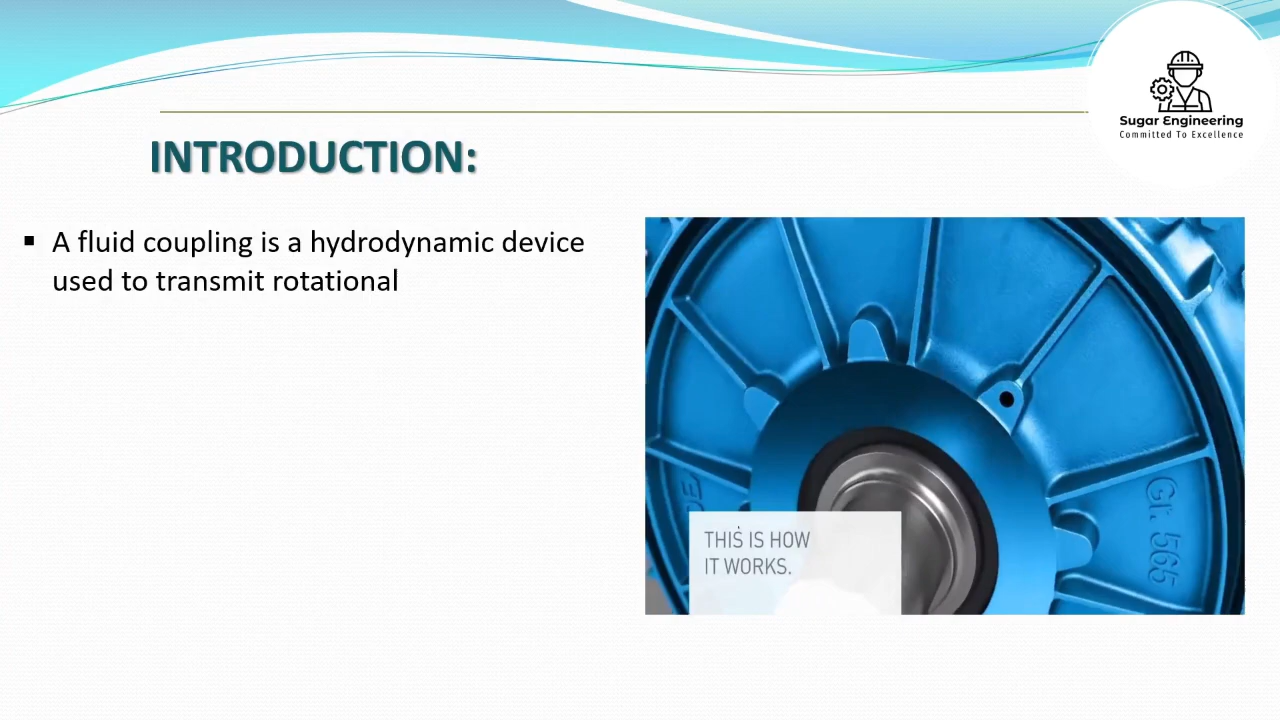 Sugar Engineering
Committed To Excellence
INTRODUCTION:
▪ A fluid coupling is a hydrodynamic device
used to transmit rotational
Gr. 565
THIS IS HOW
IT WORKS.